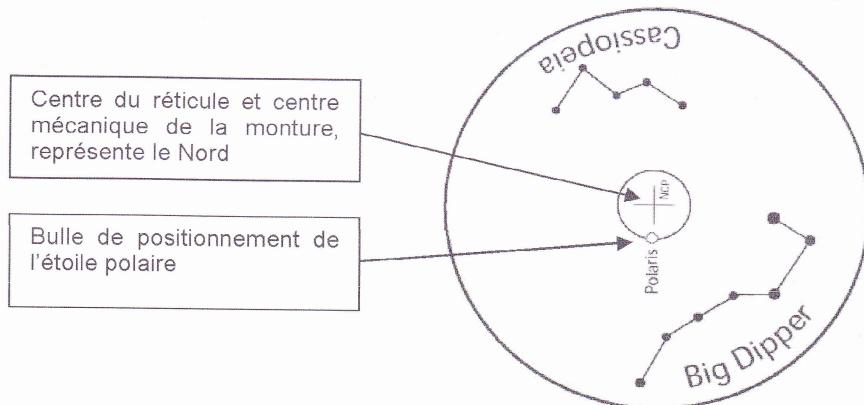 Centre du réticule et centre
mécanique de la monture,
représente le Nord
Bulle de positionnement de
l'étoile polaire
Cassiopeia
NCP
Polaris
Big Dipper